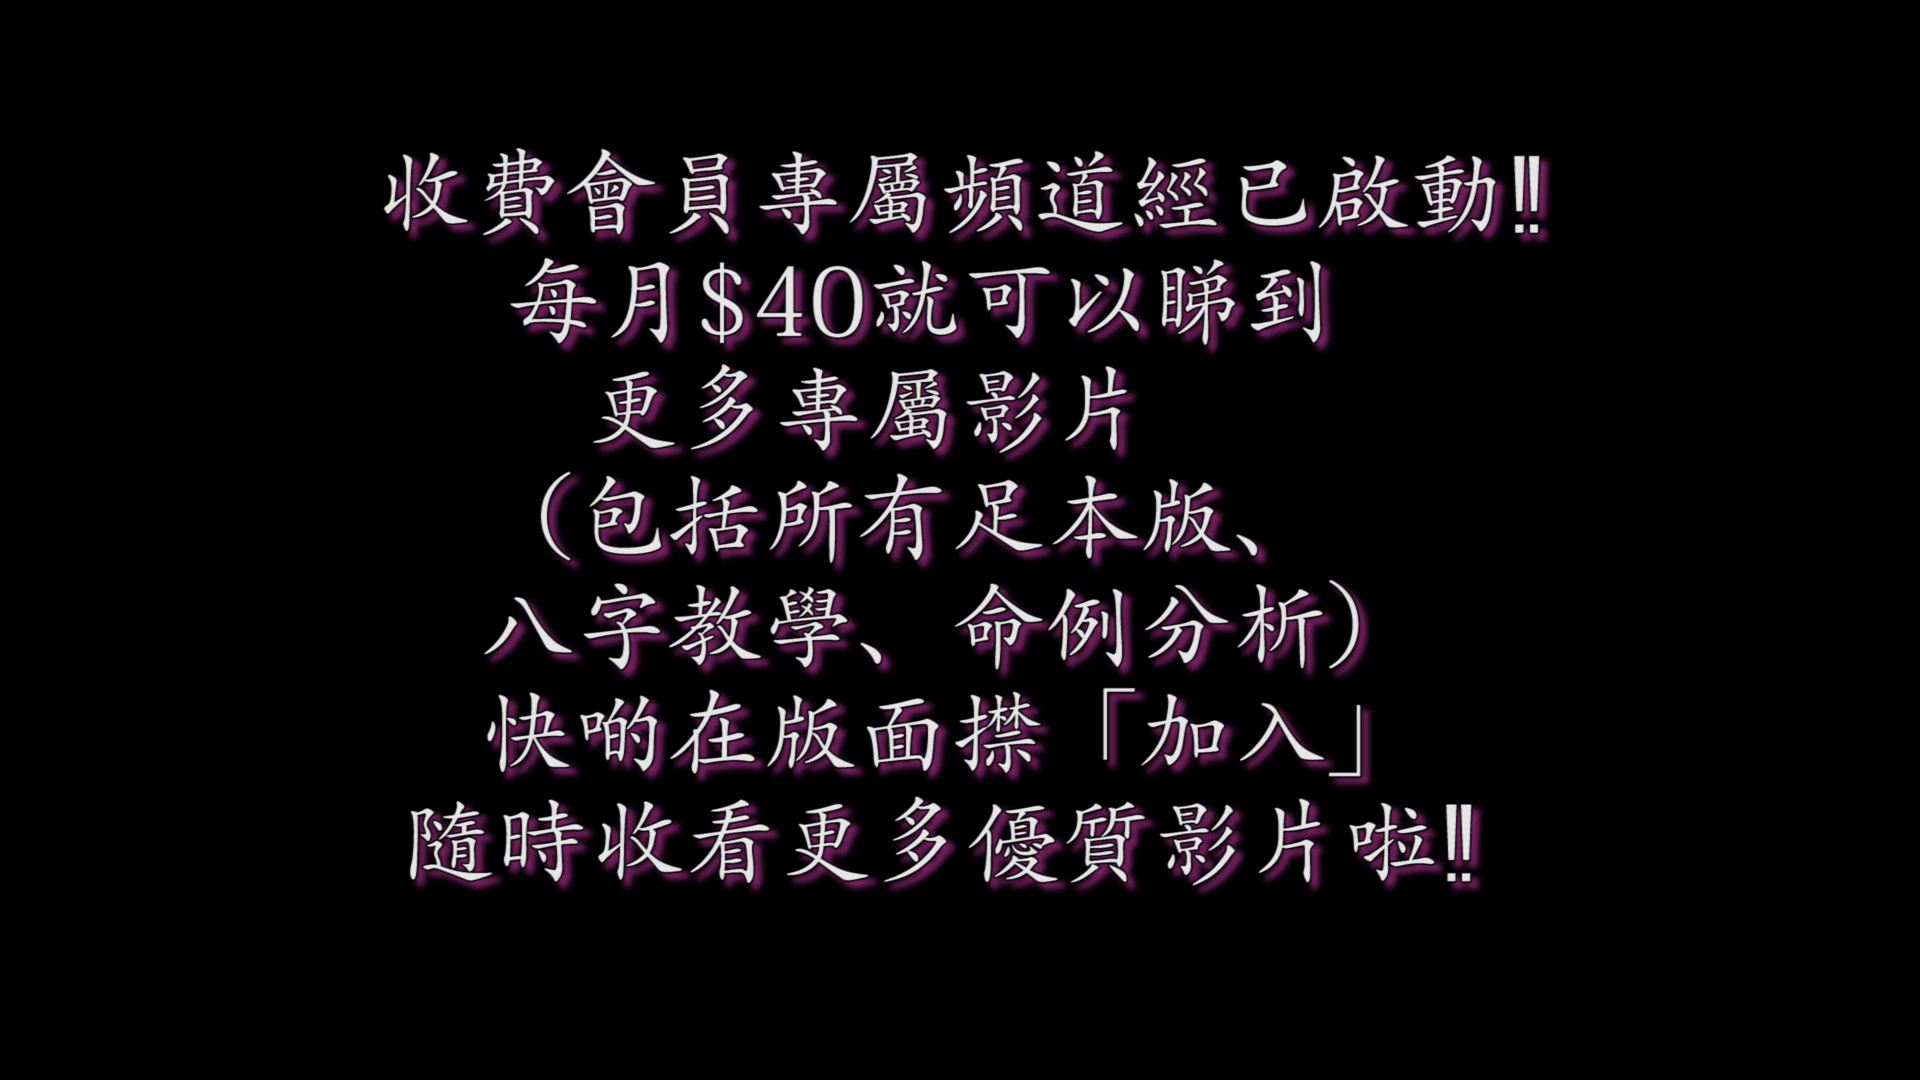 收費會員專屬頻道經已啟動‼
每月$40就可以睇到
更多專屬影片
（包括所有足本版、
八字教學、命例分析）
快啲在版面㩒「加入」
隨時收看更多優質影片啦‼